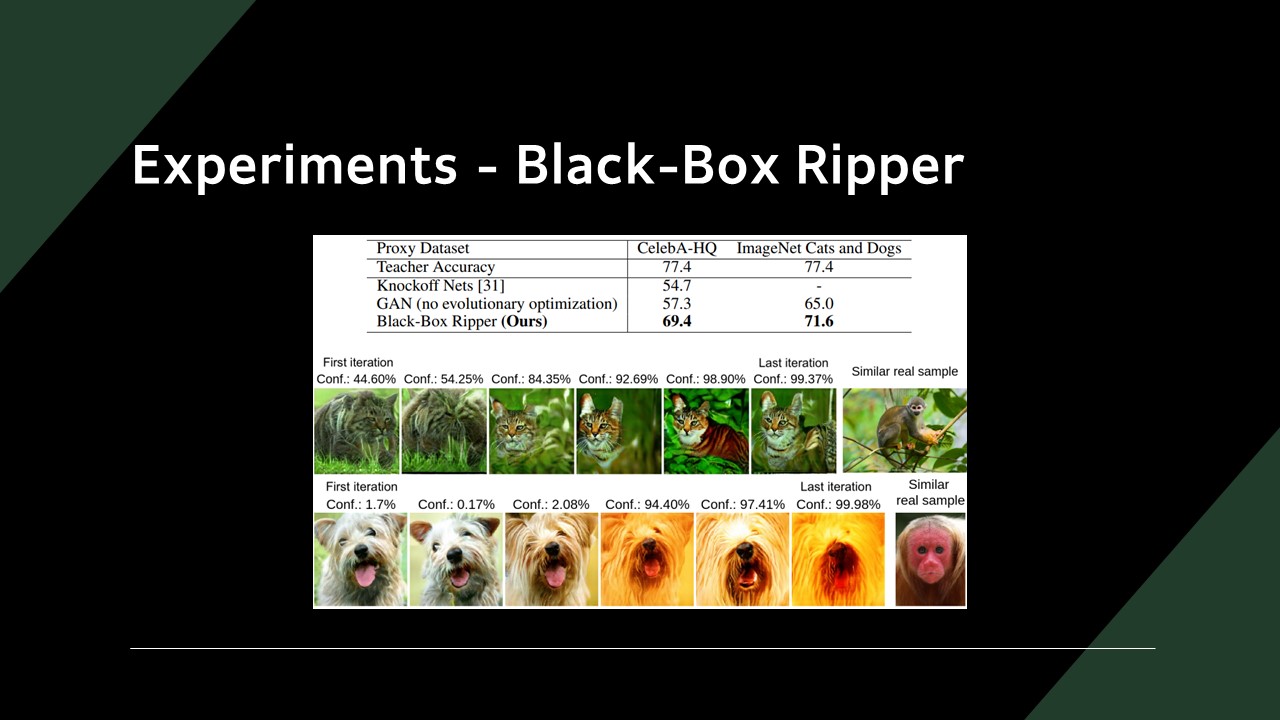 Experiments - Black-Box Ripper
Proxy Dataset CelebA-HQ ImageNet Cats and Dogs
Teacher Accuracy 77.4 77.4
Knockoff Nets [31] 54.7 -
GAN (no evolutionary optimization) 57.3 65.0
Black-Box Ripper (Ours) 69.4 71.6
First iteration Last iteration Similar real sample
Conf.: 44.60% Conf.: 54.25% Conf.: 84.35% Conf.: 92.69% Conf.: 98.90% Conf.: 99.37%
First iteration Last iteration Similar
real sample
Conf.: 1.7% Conf.: 0.17% Conf.: 2.08% Conf.: 94.40% Conf.: 97.41% Conf.: 99.98%